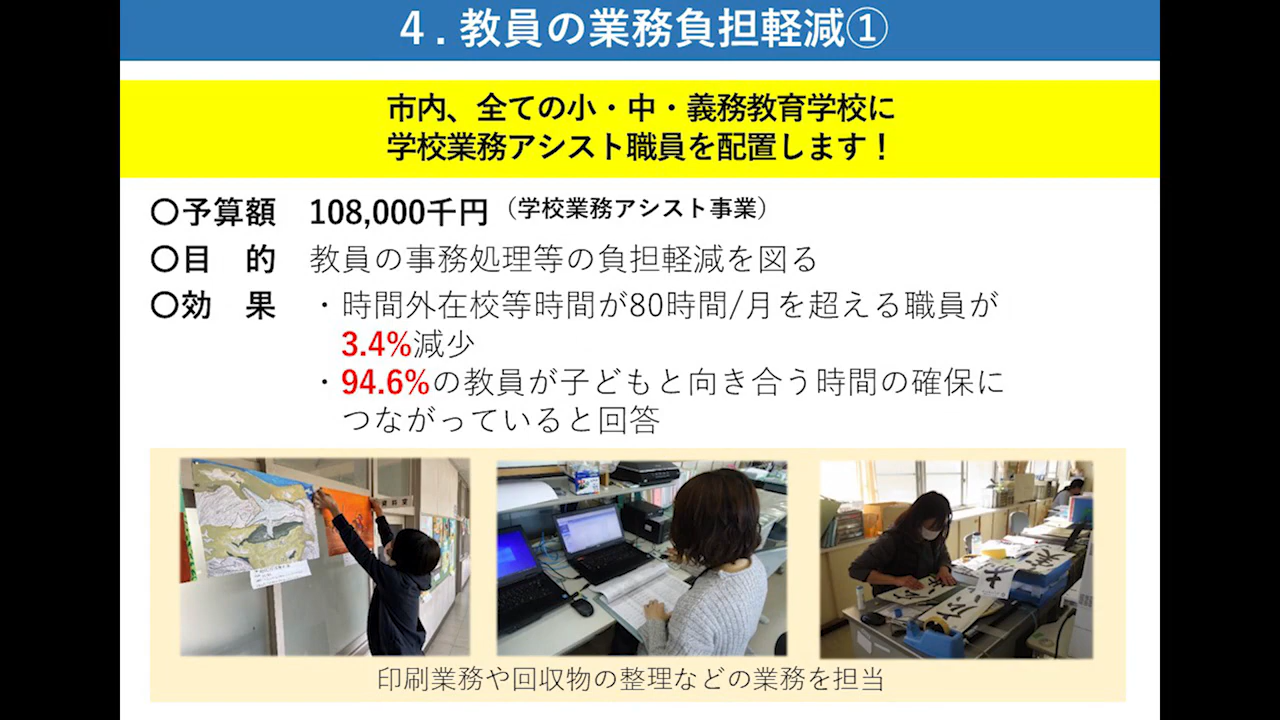 4.教員の業務負担軽減①
市内、全ての小・中・義務教育学校に
学校業務アシスト職員を配置します！
〇予算額 108,000千円（学校業務アシスト事業）
〇目 的 教員の事務処理等の負担軽減を図る
〇効 果 ・時間外在校等時間が80時間/月を超える職員が
3.4%減少
・94.6%の教員が子どもと向き合う時間の確保に
つながっていると回答
印刷業務や回収物の整理などの業務を担当